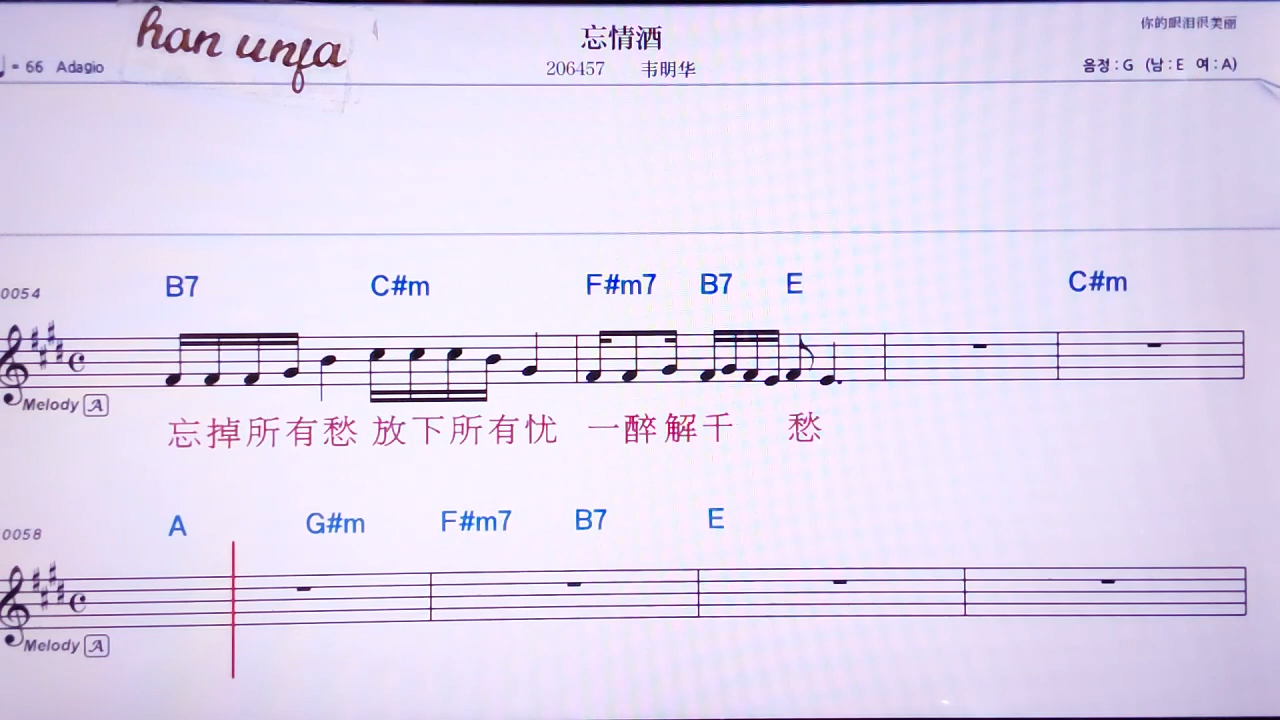 han unfa
忘情酒
你的眼泪很美丽
= 66 Adagio
206457 韦明华
음정 : G (남 : E 여 : A)
B7 C#m F#m7 B7 E C#m
0054
Melody A
忘掉所有愁 放下所有忧 一醉解千 愁
A G#m F#m7 B7 E
0058
Melody A